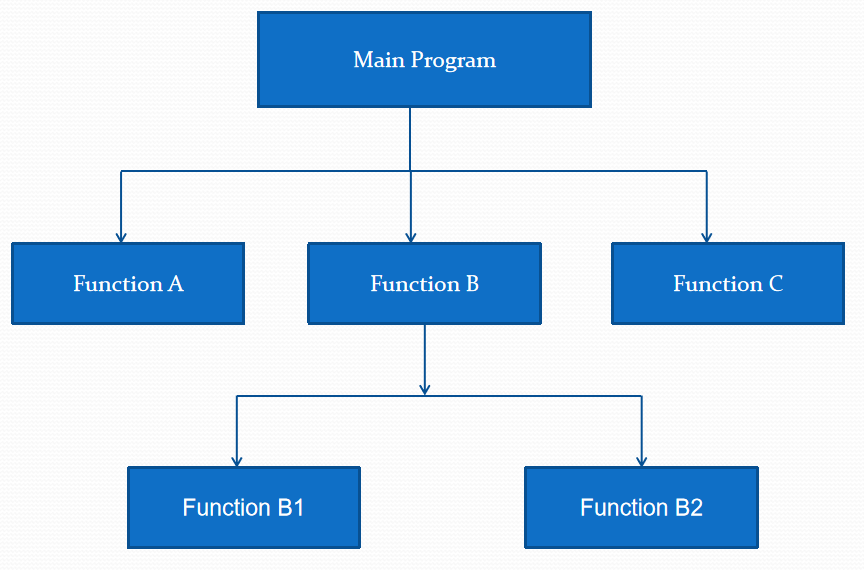 Main Program
Function A
Function B
Function C
Function B1
Function B2